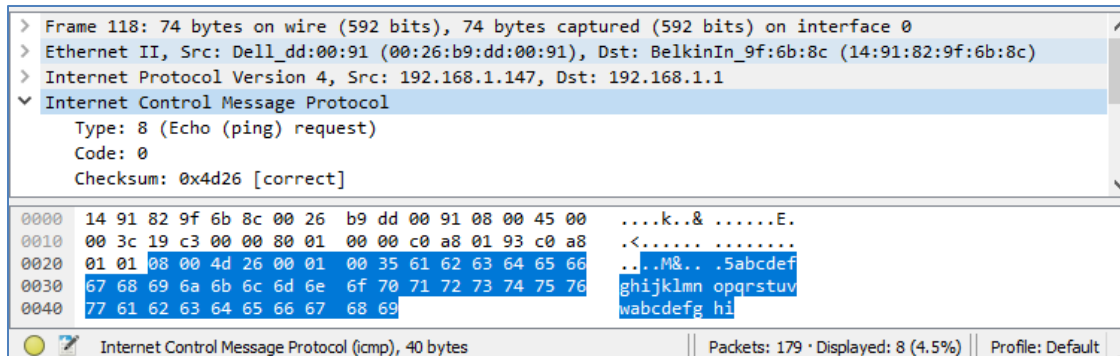 > Frame 118: 74 bytes on wire (592 bits), 74 bytes captured (592 bits) on interface 0
> Ethernet II, Src: Dell_dd:00:91 (00:26:b9:dd:00:91), Dst: BelkinIn_9f:6b:8c (14:91:82:9f:6b:8c)
> Internet Protocol Version 4, Src: 192.168.1.147, Dst: 192.168.1.1
Internet Control Message Protocol
Type: 8 (Echo (ping) request)
Code: 0
Checksum: 0x4d26 [correct]
0000 14 91 82 9f 6b 8c 00 26 b9 dd 00 91 08 00 45 00 ....k..& ......E.
0010 00 3c 19 c3 00 00 80 01 00 00 c0 a8 01 93 c0 a8 .<...... ........
0020 01 01 08 00 4d 26 00 01 00 35 61 62 63 64 65 66 ....M&.. .5abcdef
0030 67 68 69 6a 6b 6c 6d 6e 6f 70 71 72 73 74 75 76 ghijklmn opqrstuv
0040 77 61 62 63 64 65 66 67 68 69 wabcdefg hi
Internet Control Message Protocol (icmp), 40 bytes Packets: 179 · Displayed: 8 (4.5%) Profile: Default